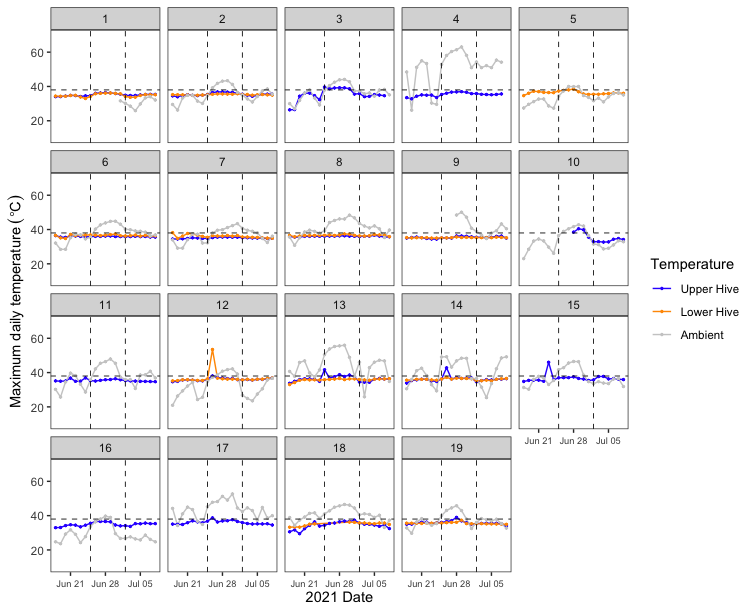 1 2 3 4 5
60
40
20
6 7 8 9 10
60
40
20
11 12 13 14 15
60
40
20
Jun 21 Jun 28 Jul 05
16 17 18 19
60
40
20
Jun 21 Jun 28 Jul 05 Jun 21 Jun 28 Jul 05 Jun 21 Jun 28 Jul 05 Jun 21 Jun 28 Jul 05
2021 Date
Maximum daily temperature (°C)
Temperature
Upper Hive
Lower Hive
Ambient